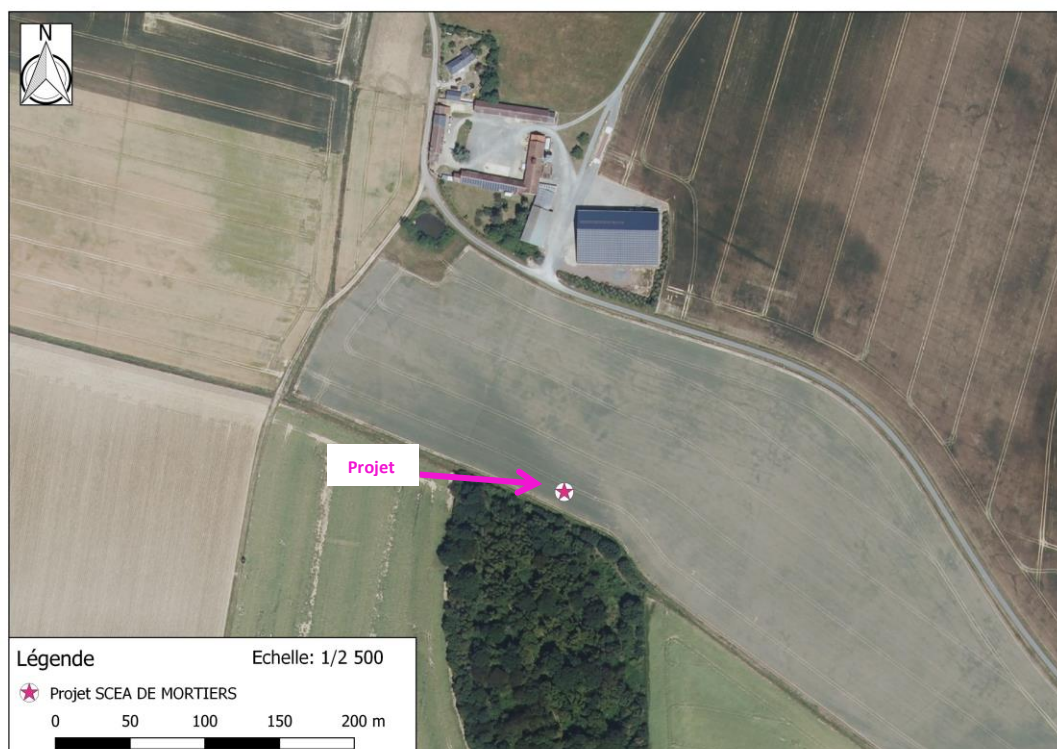 N
Projet
Légende
Echelle: 1/2 500
Projet SCEA DE MORTIERS
0 50 100 150 200 m